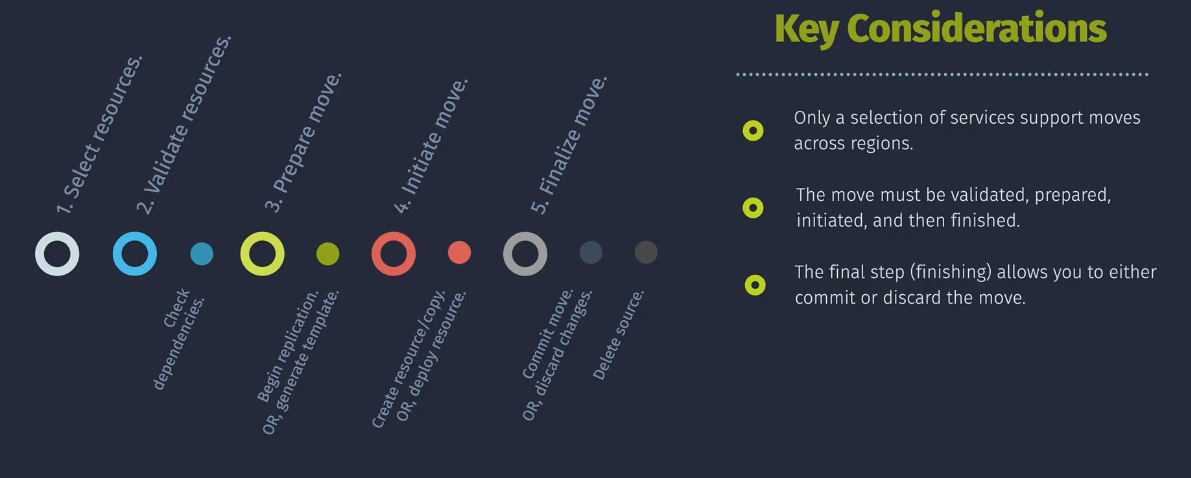 1. Select resources.
2. Validate resources.
3. Prepare move.
4. Initiate move.
5. Finalize move.
Check
dependencies.
Begin replication.
OR, generate template.
Create resource/copy.
OR, deploy resource.
Commit move.
OR, discard changes.
Delete source.
Key Considerations
Only a selection of services support moves
across regions.
The move must be validated, prepared,
initiated, and then finished.
The final step (finishing) allows you to either
commit or discard the move.